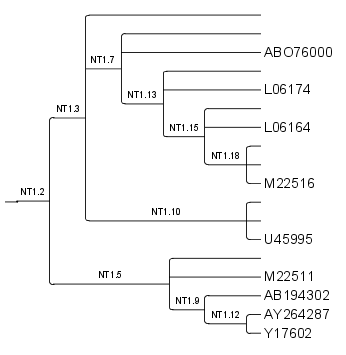 NT1.7
ABO76000
L06174
NT1.13
NT1.3
L06164
NT1.15
NT1.18
M22516
NT1.2
NT1.10
U45995
NT1.5
M22511
AB194302
NT1.9
AY264287
NT1.12
Y17602